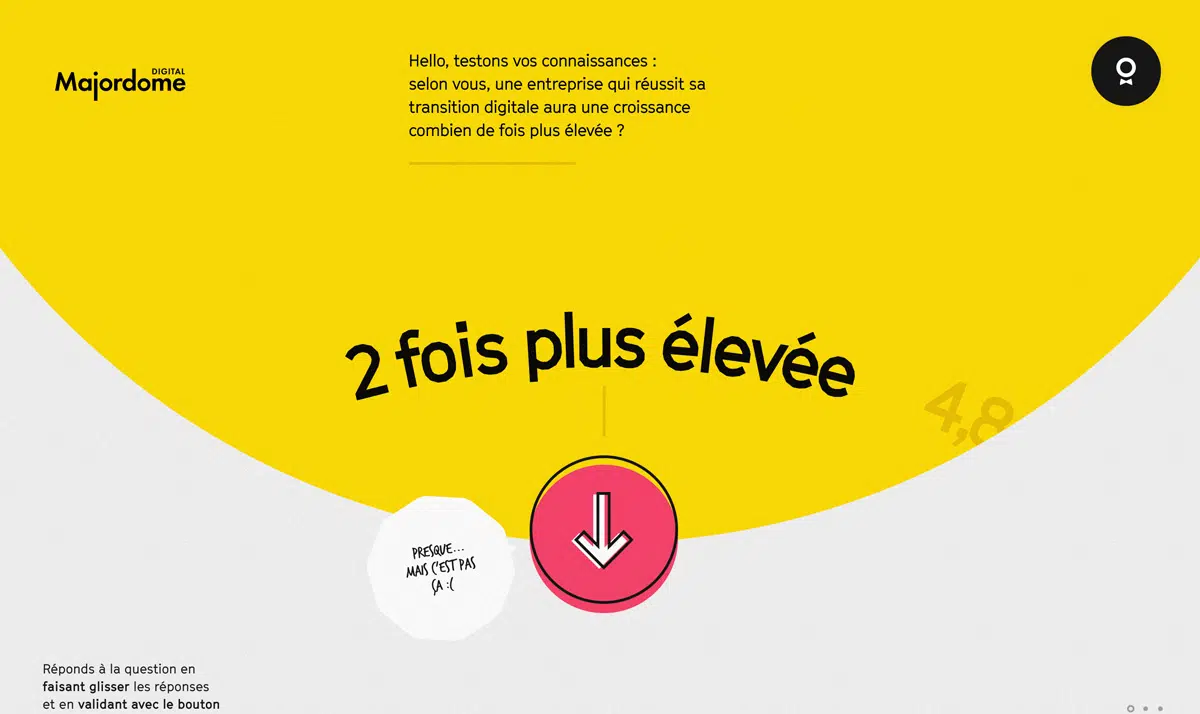 Majordome
DIGITAL
Hello, testons vos connaissances :
selon vous, une entreprise qui réussit sa
transition digitale aura une croissance
combien de fois plus élevée ?
2 fois plus élevée
4,8
PRESQUE...
MAIS C'EST PAS
ÇA :(
Réponds à la question en
faisant glisser les réponses
et en validant avec le bouton